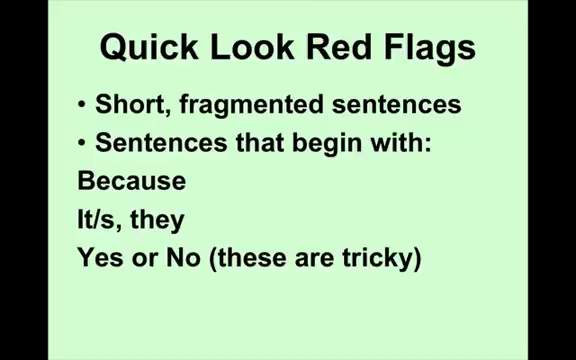 Quick Look Red Flags
• Short, fragmented sentences
• Sentences that begin with:
Because
It/s, they
Yes or No (these are tricky)